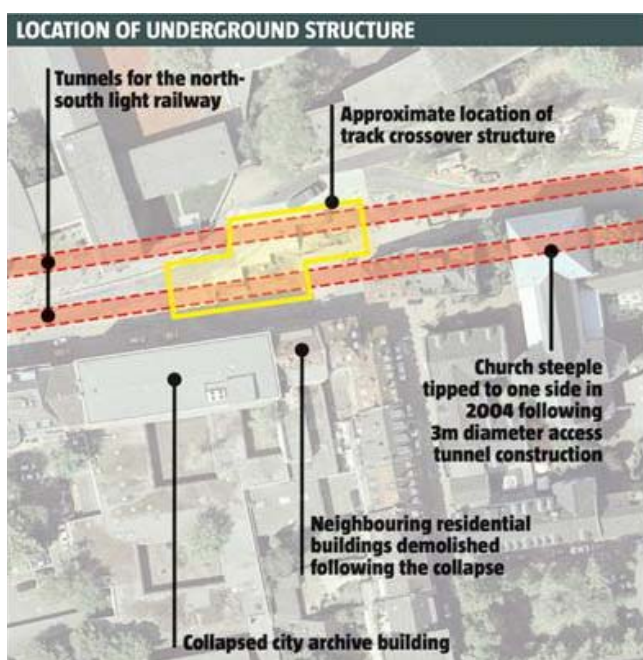 LOCATION OF UNDERGROUND STRUCTURE
Tunnels for the north-
south light railway
Approximate location of
track crossover structure
Church steeple
tipped to one side in
2004 following
3m diameter access
tunnel construction
Neighbouring residential
buildings demolished
following the collapse
Collapsed city archive building